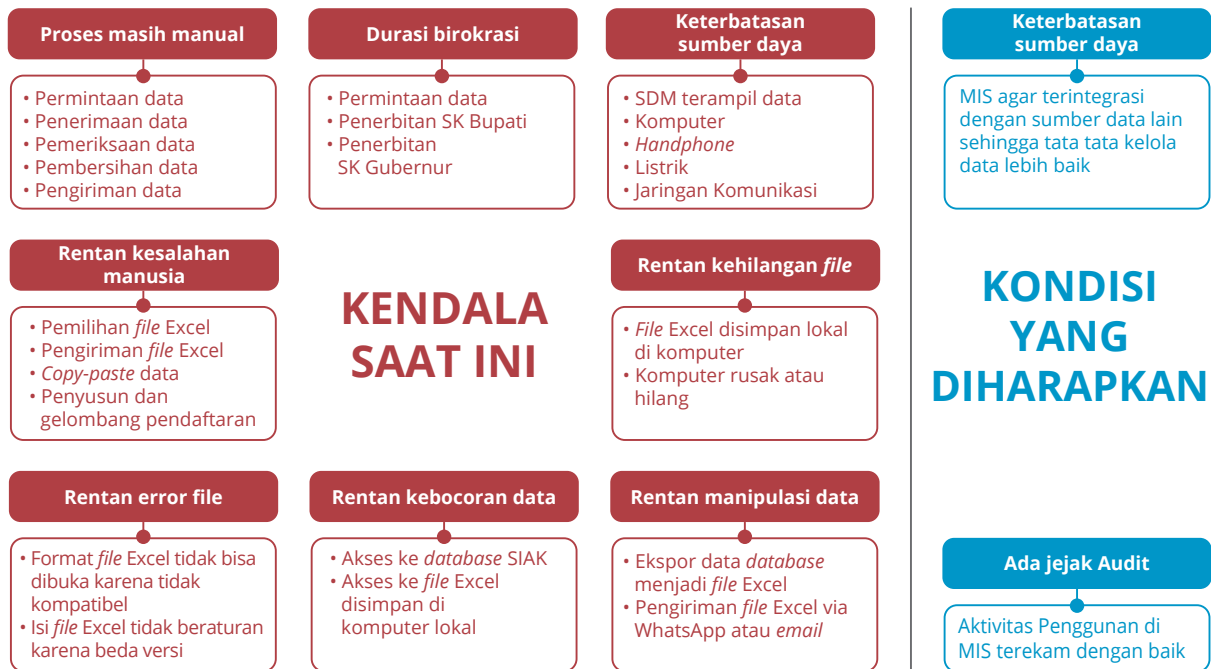 Proses masih manual
• Permintaan data
• Penerimaan data
• Pemeriksaan data
• Pembersihan data
• Pengiriman data
Durasi birokrasi
• Permintaan data
• Penerbitan SK Bupati
• Penerbitan
SK Gubernur
Keterbatasan
sumber daya
• SDM terampil data
• Komputer
• Handphone
• Listrik
• Jaringan Komunikasi
Rentan kesalahan
manusia
• Pemilihan file Excel
• Pengiriman file Excel
• Copy-paste data
• Penyusun dan
gelombang pendaftaran
KENDALA
SAAT INI
Rentan kehilangan file
• File Excel disimpan lokal
di komputer
• Komputer rusak atau
hilang
Rentan error file
• Format file Excel tidak bisa
dibuka karena tidak
kompatibel
• Isi file Excel tidak beraturan
karena beda versi
Rentan kebocoran data
• Akses ke database SIAK
• Akses ke file Excel
disimpan di
komputer lokal
Rentan manipulasi data
• Ekspor data database
menjadi file Excel
• Pengiriman file Excel via
WhatsApp atau email
Keterbatasan
sumber daya
MIS agar terintegrasi
dengan sumber data lain
sehingga tata tata kelola
data lebih baik
KONDISI
YANG
DIHARAPKAN
Ada jejak Audit
Aktivitas Penggunan di
MIS terekam dengan baik